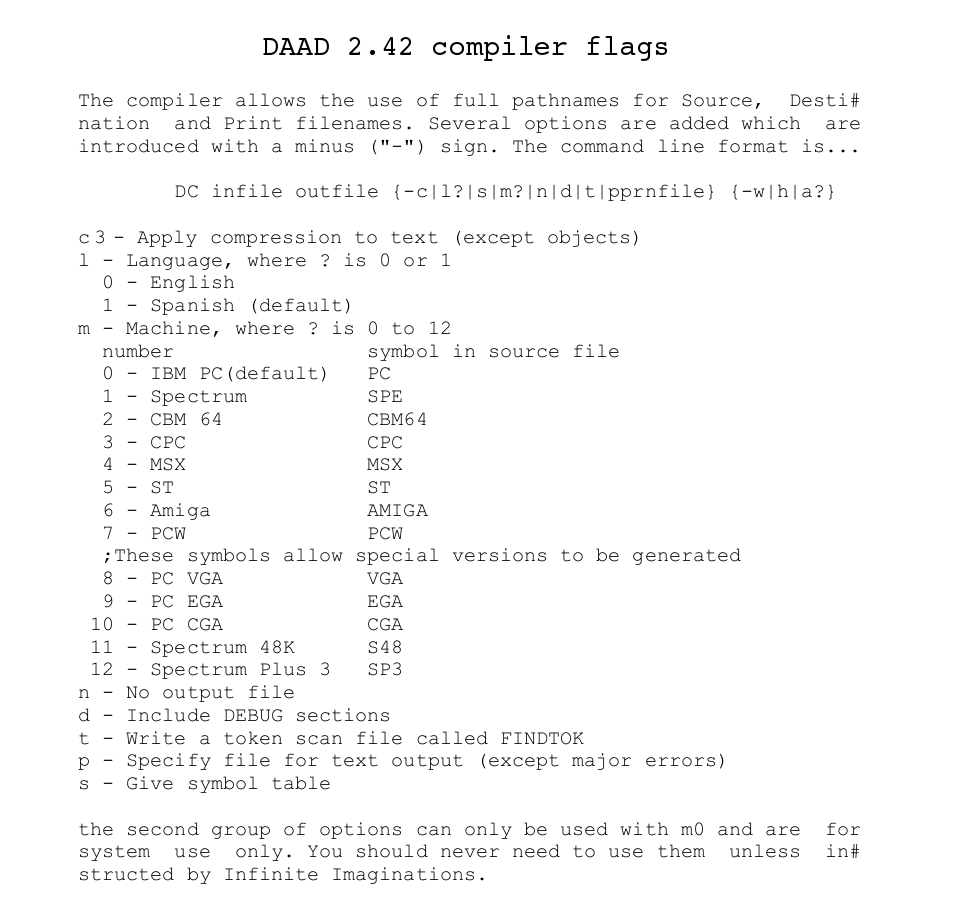 DAAD 2.42 compiler flags
The compiler allows the use of full pathnames for Source,  Desti#
nation  and Print filenames. Several options are added which  are
introduced with a minus ("-") sign. The command line format is...
DC infile outfile {-c|l?|s|m?|n|d|t|pprnfile} {-w|h|a?}
c3- Apply compression to text (except objects)
l - Language, where ? is 0 or 1
0 - English
1 - Spanish (default)
m - Machine, where ? is 0 to 12
number                symbol in source file
0 - IBM PC(default)   PC
1 - Spectrum          SPE
2 - CBM 64            CBM64
3 - CPC               CPC
4 - MSX               MSX
5 - ST                ST
6 - Amiga             AMIGA
7 - PCW               PCW
;These symbols allow special versions to be generated
8 - PC VGA            VGA
9 - PC EGA            EGA
10 - PC CGA            CGA
11 - Spectrum 48K      S48
12 - Spectrum Plus 3   SP3
n - No output file
d - Include DEBUG sections
t - Write a token scan file called FINDTOK
p - Specify file for text output (except major errors)
s - Give symbol table
the second group of options can only be used with m0 and are  for
system  use  only. You should never need to use them  unless  in#
structed by Infinite Imaginations.